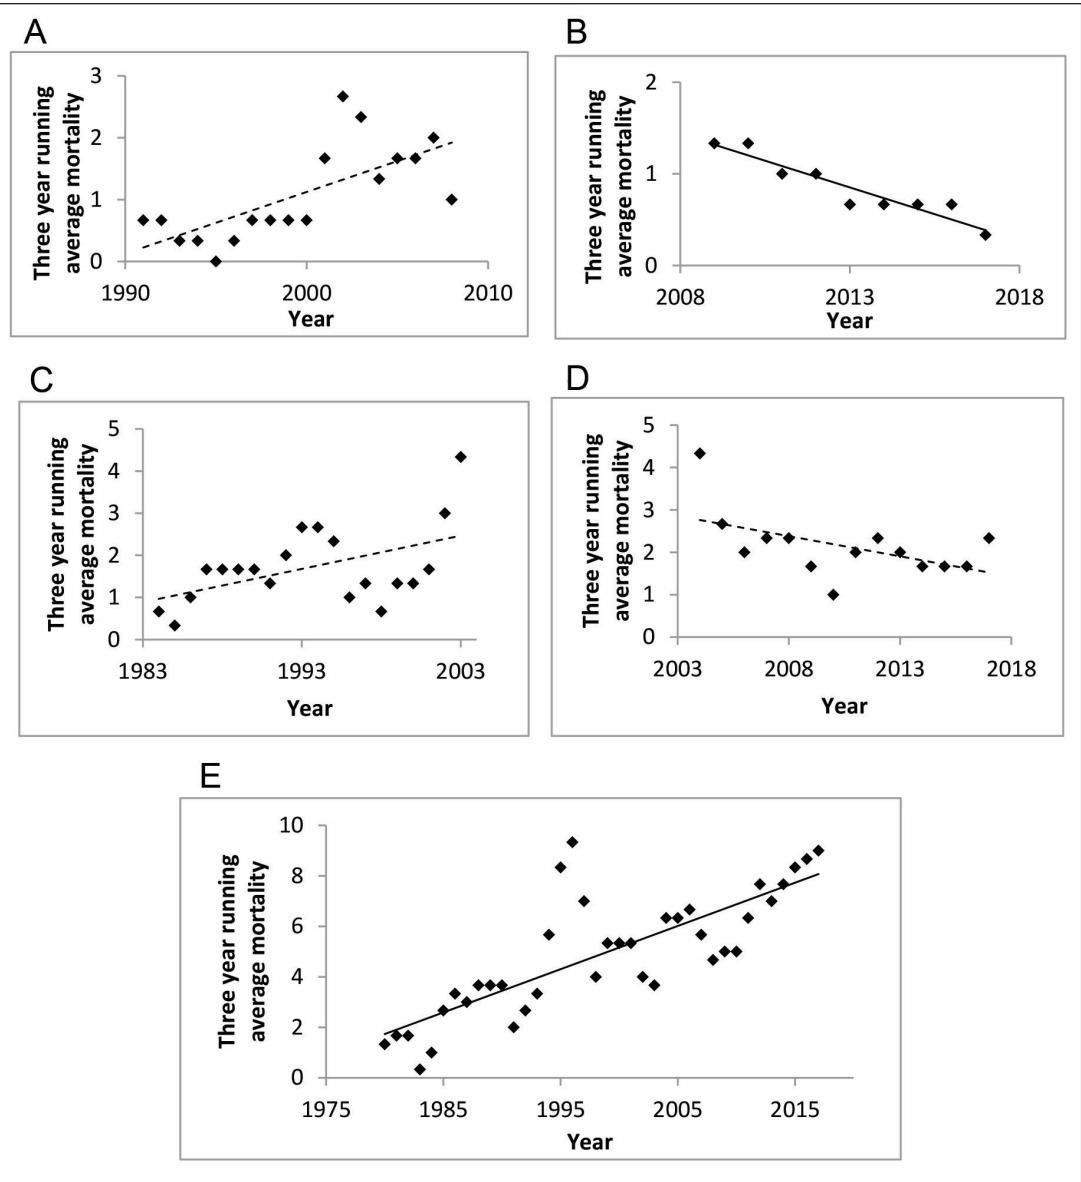 A
Three year running
average mortality
3
2
1
0
1990 2000 2010
Year
B
Three year running
average mortality
2
1
0
2008 2013 2018
Year
C
Three year running
average mortality
5
4
3
2
1
0
1983 1993 2003
Year
D
Three year running
average mortality
5
4
3
2
1
0
2003 2008 2013 2018
Year
E
Three year running
average mortality
10
8
6
4
2
0
1975 1985 1995 2005 2015
Year